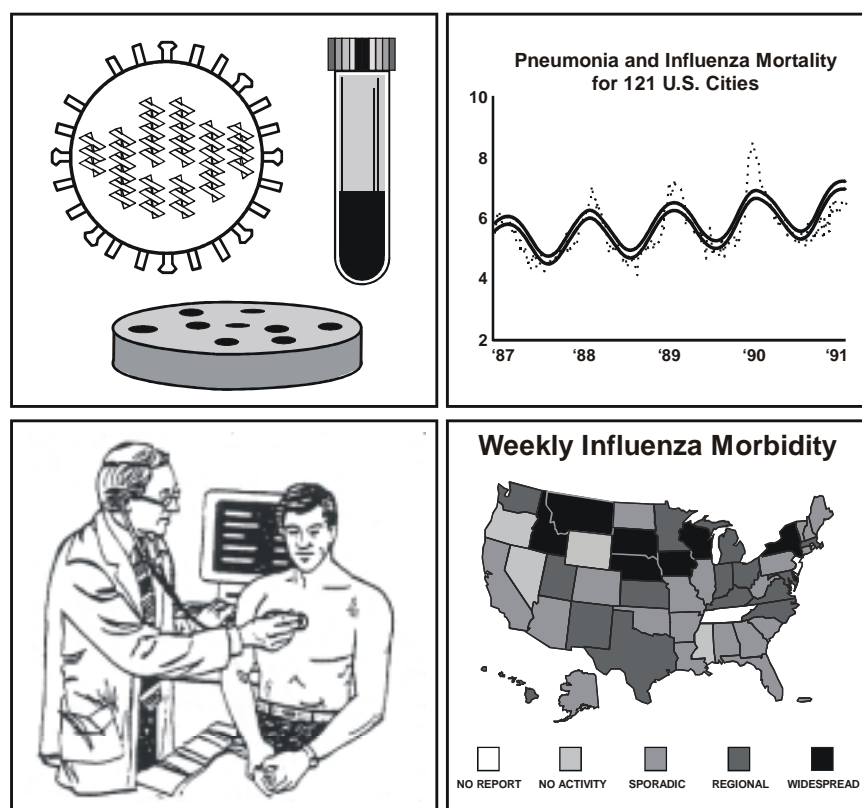 Pneumonia and Influenza Mortality
for 121 U.S. Cities
10
8
6
4
2
‘87 ‘88 ‘89 ‘90 ‘91
Weekly Influenza Morbidity
NO REPORT NO ACTIVITY SPORADIC REGIONAL WIDESPREAD